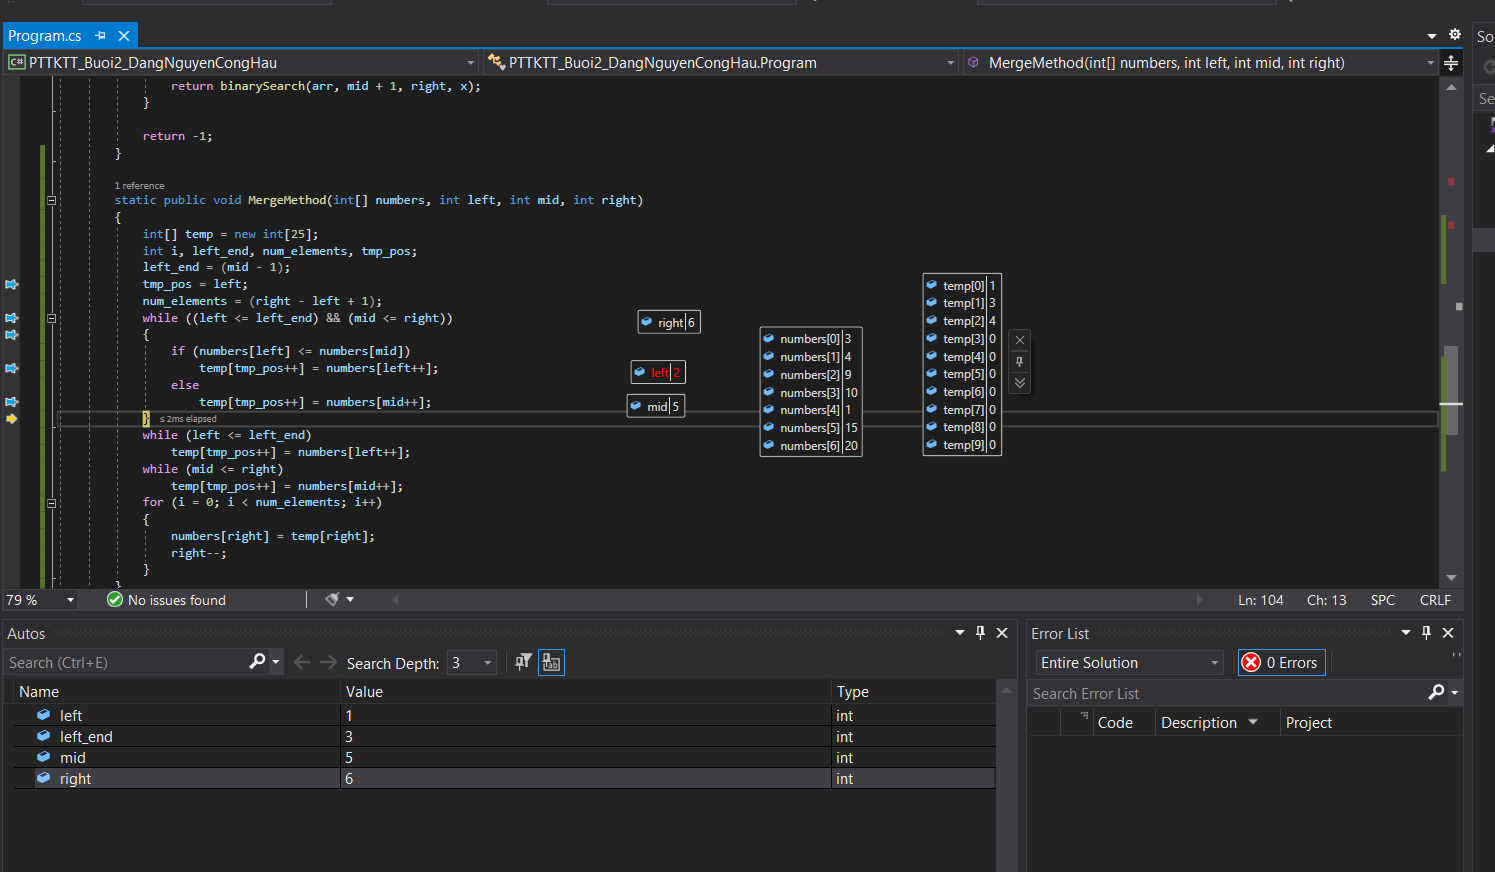 Program.cs
So
C# PTTKTT_Buoi2_DangNguyenCongHau
PTTKTT_Buoi2_DangNguyenCongHau.Program
MergeMethod(int[] numbers, int left, int mid, int right)
Se
return binarySearch(arr, mid + 1, right, x);
}
return -1;
}
1 reference
static public void MergeMethod(int[] numbers, int left, int mid, int right)
{
int[] temp = new int[25];
int i, left_end, num_elements, tmp_pos;
left_end = (mid - 1);
tmp_pos = left;
num_elements = (right - left + 1);
while ((left <= left_end) && (mid <= right))
{
if (numbers[left] <= numbers[mid])
temp[tmp_pos++] = numbers[left++];
else
temp[tmp_pos++] = numbers[mid++];
} ≤ 2ms elapsed
while (left <= left_end)
temp[tmp_pos++] = numbers[left++];
while (mid <= right)
temp[tmp_pos++] = numbers[mid++];
for (i = 0; i < num_elements; i++)
{
numbers[right] = temp[right];
right--;
}
}
right 6
left 2
mid 5
numbers[0] 3
numbers[1] 4
numbers[2] 9
numbers[3] 10
numbers[4] 1
numbers[5] 15
numbers[6] 20
temp[0] 1
temp[1] 3
temp[2] 4
temp[3] 0
temp[4] 0
temp[5] 0
temp[6] 0
temp[7] 0
temp[8] 0
temp[9] 0
79 % No issues found Ln: 104 Ch: 13 SPC CRLF
Autos
Search (Ctrl+E) Search Depth: 3
Name Value Type
left 1 int
left_end 3 int
mid 5 int
right 6 int
Error List
Entire Solution 0 Errors
Search Error List
Code Description Project